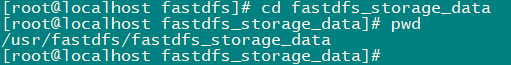 [root@localhost fastdfs]# cd fastdfs_storage_data
[root@localhost fastdfs_storage_data]# pwd
/usr/fastdfs/fastdfs_storage_data
[root@localhost fastdfs_storage_data]#